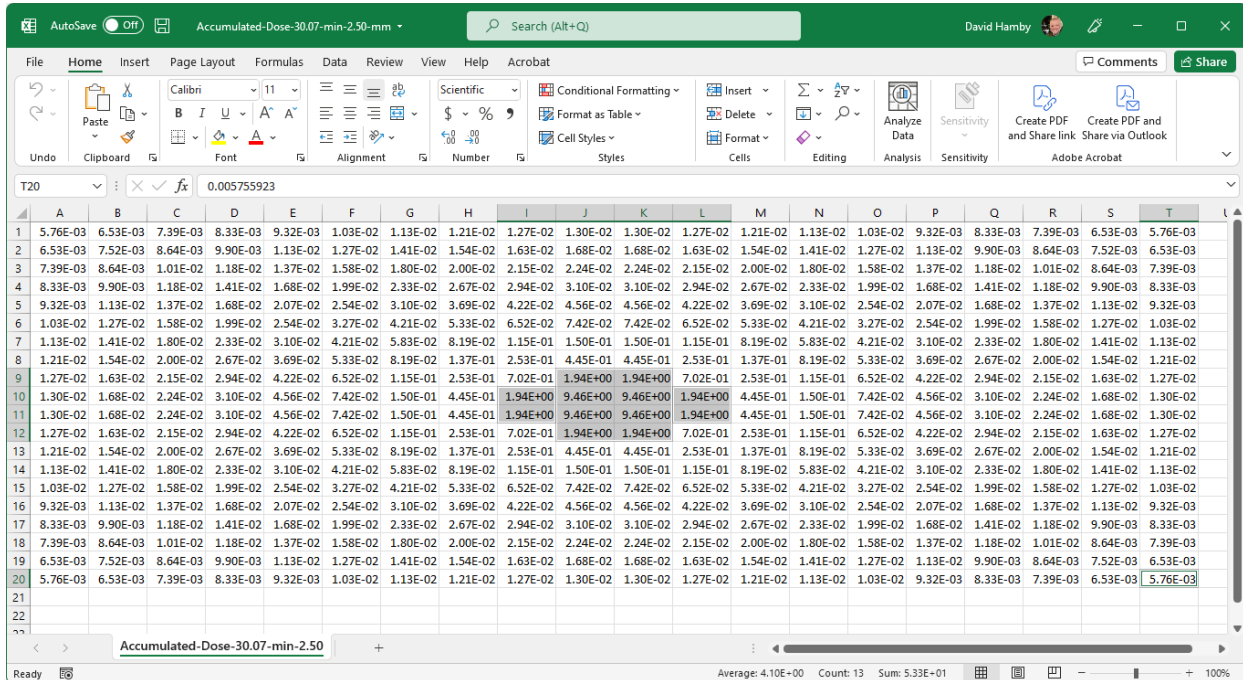 AutoSave Off Accumulated-Dose-30.07-min-2.50-mm Search (Alt+Q) David Hamby
File Home Insert Page Layout Formulas Data Review View Help Acrobat Comments Share
Calibri 11 Scientific Conditional Formatting Insert
Paste B I U $ % Format as Table Delete Analyze Data Sensitivity Create PDF and Share link Create PDF and Share via Outlook
Cell Styles Format
Undo Clipboard Font Alignment Number Styles Cells Editing Analysis Sensitivity Adobe Acrobat
T20 fx 0.005755923
A B C D E F G H I J K L M N O P Q R S T
1 5.76E-03 6.53E-03 7.39E-03 8.33E-03 9.32E-03 1.03E-02 1.13E-02 1.21E-02 1.27E-02 1.30E-02 1.30E-02 1.27E-02 1.21E-02 1.13E-02 1.03E-02 9.32E-03 8.33E-03 7.39E-03 6.53E-03 5.76E-03
2 6.53E-03 7.52E-03 8.64E-03 9.90E-03 1.13E-02 1.27E-02 1.41E-02 1.54E-02 1.63E-02 1.68E-02 1.68E-02 1.63E-02 1.54E-02 1.41E-02 1.27E-02 1.13E-02 9.90E-03 8.64E-03 7.52E-03 6.53E-03
3 7.39E-03 8.64E-03 1.01E-02 1.18E-02 1.37E-02 1.58E-02 1.80E-02 2.00E-02 2.15E-02 2.24E-02 2.24E-02 2.15E-02 2.00E-02 1.80E-02 1.58E-02 1.37E-02 1.18E-02 1.01E-02 8.64E-03 7.39E-03
4 8.33E-03 9.90E-03 1.18E-02 1.41E-02 1.68E-02 1.99E-02 2.33E-02 2.67E-02 2.94E-02 3.10E-02 3.10E-02 2.94E-02 2.67E-02 2.33E-02 1.99E-02 1.68E-02 1.41E-02 1.18E-02 9.90E-03 8.33E-03
5 9.32E-03 1.13E-02 1.37E-02 1.68E-02 2.07E-02 2.54E-02 3.10E-02 3.69E-02 4.22E-02 4.56E-02 4.56E-02 4.22E-02 3.69E-02 3.10E-02 2.54E-02 2.07E-02 1.68E-02 1.37E-02 1.13E-02 9.32E-03
6 1.03E-02 1.27E-02 1.58E-02 1.99E-02 2.54E-02 3.27E-02 4.21E-02 5.33E-02 6.52E-02 7.42E-02 7.42E-02 6.52E-02 5.33E-02 4.21E-02 3.27E-02 2.54E-02 1.99E-02 1.58E-02 1.27E-02 1.03E-02
7 1.13E-02 1.41E-02 1.80E-02 2.33E-02 3.10E-02 4.21E-02 5.83E-02 8.19E-02 1.15E-01 1.50E-01 1.50E-01 1.15E-01 8.19E-02 5.83E-02 4.21E-02 3.10E-02 2.33E-02 1.80E-02 1.41E-02 1.13E-02
8 1.21E-02 1.54E-02 2.00E-02 2.67E-02 3.69E-02 5.33E-02 8.19E-02 1.37E-01 2.53E-01 4.45E-01 4.45E-01 2.53E-01 1.37E-01 8.19E-02 5.33E-02 3.69E-02 2.67E-02 2.00E-02 1.54E-02 1.21E-02
9 1.27E-02 1.63E-02 2.15E-02 2.94E-02 4.22E-02 6.52E-02 1.15E-01 2.53E-01 7.02E-01 1.94E+00 1.94E+00 7.02E-01 2.53E-01 1.15E-01 6.52E-02 4.22E-02 2.94E-02 2.15E-02 1.63E-02 1.27E-02
10 1.30E-02 1.68E-02 2.24E-02 3.10E-02 4.56E-02 7.42E-02 1.50E-01 4.45E-01 1.94E+00 9.46E+00 9.46E+00 1.94E+00 4.45E-01 1.50E-01 7.42E-02 4.56E-02 3.10E-02 2.24E-02 1.68E-02 1.30E-02
11 1.30E-02 1.68E-02 2.24E-02 3.10E-02 4.56E-02 7.42E-02 1.50E-01 4.45E-01 1.94E+00 9.46E+00 9.46E+00 1.94E+00 4.45E-01 1.50E-01 7.42E-02 4.56E-02 3.10E-02 2.24E-02 1.68E-02 1.30E-02
12 1.27E-02 1.63E-02 2.15E-02 2.94E-02 4.22E-02 6.52E-02 1.15E-01 2.53E-01 7.02E-01 1.94E+00 1.94E+00 7.02E-01 2.53E-01 1.15E-01 6.52E-02 4.22E-02 2.94E-02 2.15E-02 1.63E-02 1.27E-02
13 1.21E-02 1.54E-02 2.00E-02 2.67E-02 3.69E-02 5.33E-02 8.19E-02 1.37E-01 2.53E-01 4.45E-01 4.45E-01 2.53E-01 1.37E-01 8.19E-02 5.33E-02 3.69E-02 2.67E-02 2.00E-02 1.54E-02 1.21E-02
14 1.13E-02 1.41E-02 1.80E-02 2.33E-02 3.10E-02 4.21E-02 5.83E-02 8.19E-02 1.15E-01 1.50E-01 1.50E-01 1.15E-01 8.19E-02 5.83E-02 4.21E-02 3.10E-02 2.33E-02 1.80E-02 1.41E-02 1.13E-02
15 1.03E-02 1.27E-02 1.58E-02 1.99E-02 2.54E-02 3.27E-02 4.21E-02 5.33E-02 6.52E-02 7.42E-02 7.42E-02 6.52E-02 5.33E-02 4.21E-02 3.27E-02 2.54E-02 1.99E-02 1.58E-02 1.27E-02 1.03E-02
16 9.32E-03 1.13E-02 1.37E-02 1.68E-02 2.07E-02 2.54E-02 3.10E-02 3.69E-02 4.22E-02 4.56E-02 4.56E-02 4.22E-02 3.69E-02 3.10E-02 2.54E-02 2.07E-02 1.68E-02 1.37E-02 1.13E-02 9.32E-03
17 8.33E-03 9.90E-03 1.18E-02 1.41E-02 1.68E-02 1.99E-02 2.33E-02 2.67E-02 2.94E-02 3.10E-02 3.10E-02 2.94E-02 2.67E-02 2.33E-02 1.99E-02 1.68E-02 1.41E-02 1.18E-02 9.90E-03 8.33E-03
18 7.39E-03 8.64E-03 1.01E-02 1.18E-02 1.37E-02 1.58E-02 1.80E-02 2.00E-02 2.15E-02 2.24E-02 2.24E-02 2.15E-02 2.00E-02 1.80E-02 1.58E-02 1.37E-02 1.18E-02 1.01E-02 8.64E-03 7.39E-03
19 6.53E-03 7.52E-03 8.64E-03 9.90E-03 1.13E-02 1.27E-02 1.41E-02 1.54E-02 1.63E-02 1.68E-02 1.68E-02 1.63E-02 1.54E-02 1.41E-02 1.27E-02 1.13E-02 9.90E-03 8.64E-03 7.52E-03 6.53E-03
20 5.76E-03 6.53E-03 7.39E-03 8.33E-03 9.32E-03 1.03E-02 1.13E-02 1.21E-02 1.27E-02 1.30E-02 1.30E-02 1.27E-02 1.21E-02 1.13E-02 1.03E-02 9.32E-03 8.33E-03 7.39E-03 6.53E-03 5.76E-03
21
22
Accumulated-Dose-30.07-min-2.50
Ready Average: 4.10E+00 Count: 13 Sum: 5.33E+01 100%